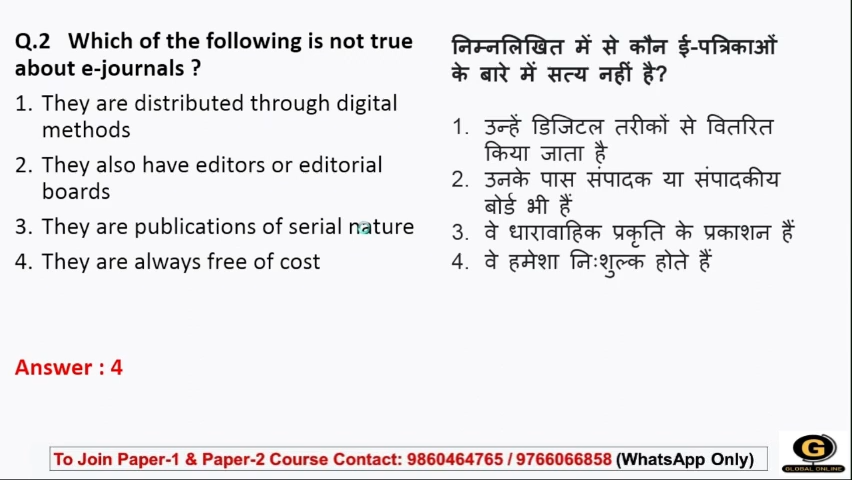 Q.2 Which of the following is not true
about e-journals ?
1. They are distributed through digital
methods
2. They also have editors or editorial
boards
3. They are publications of serial nature
4. They are always free of cost
Answer : 4
निम्नलिखित में से कौन ई-पत्रिकाओं
के बारे में सत्य नहीं है?
1. उन्हें डिजिटल तरीकों से वितरित
किया जाता है
2. उनके पास संपादक या संपादकीय
बोर्ड भी हैं
3. वे धारावाहिक प्रकृति के प्रकाशन हैं
4. वे हमेशा निःशुल्क होते हैं
To Join Paper-1 & Paper-2 Course Contact: 9860464765 / 9766066858 (WhatsApp Only)
G
GLOBAL ONLINE